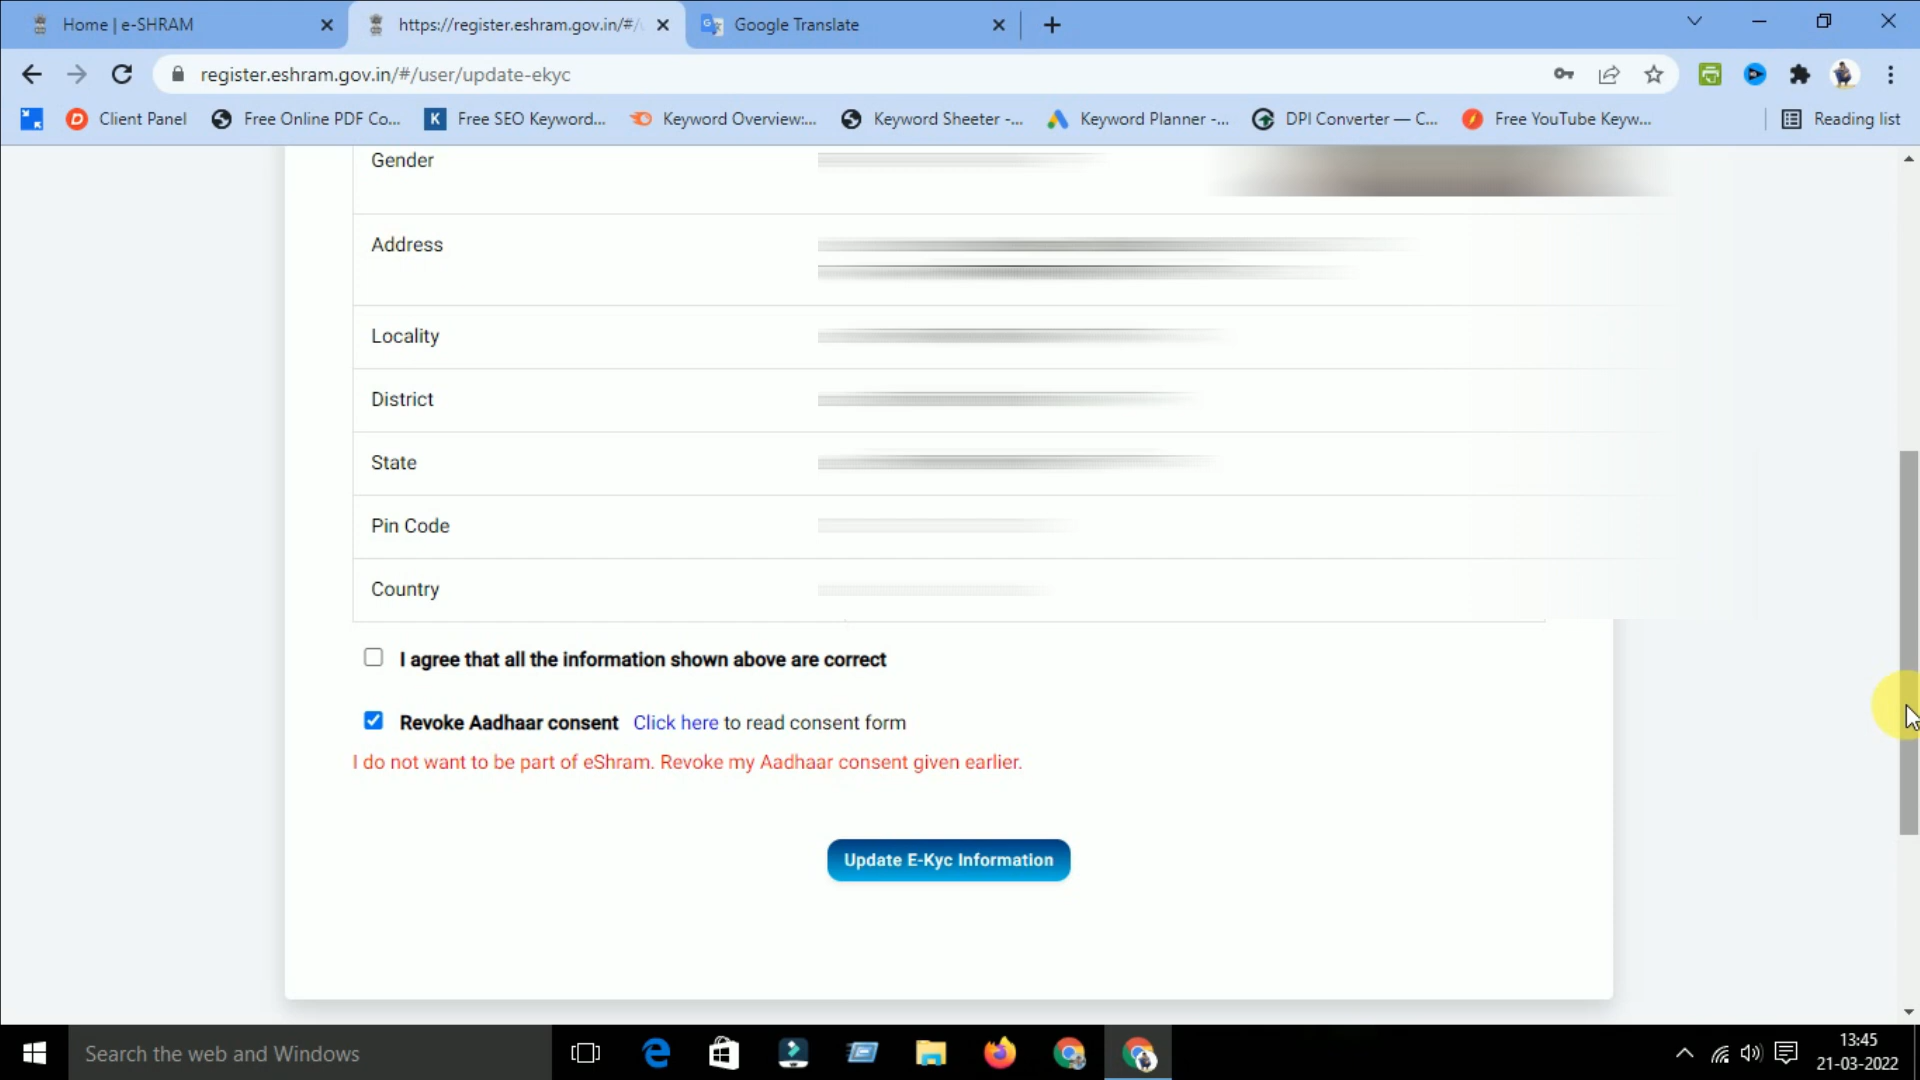 Home | e-SHRAM
https://register.eshram.gov.in/#/
Google Translate
register.eshram.gov.in/#/user/update-ekyc
Client Panel
Free Online PDF Co...
K
Free SEO Keyword...
Keyword Overview:...
Keyword Sheeter -...
Keyword Planner -...
DPI Converter — C...
Free YouTube Keyw...
Reading list
Gender
Address
Locality
District
State
Pin Code
Country
I agree that all the information shown above are correct
Revoke Aadhaar consent Click here to read consent form
I do not want to be part of eShram. Revoke my Aadhaar consent given earlier.
Update E-Kyc Information
Search the web and Windows
13:45
21-03-2022